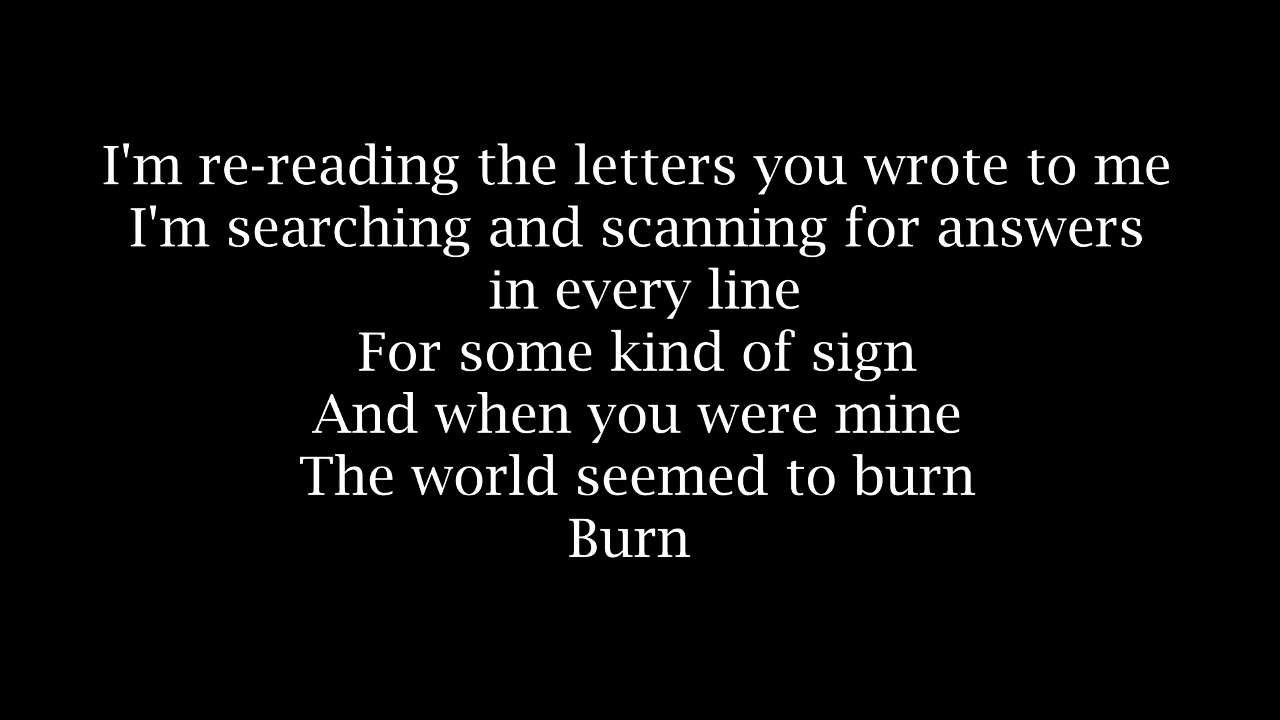 I'm re-reading the letters you wrote to me
I'm searching and scanning for answers
in every line
For some kind of sign
And when you were mine
The world seemed to burn
Burn